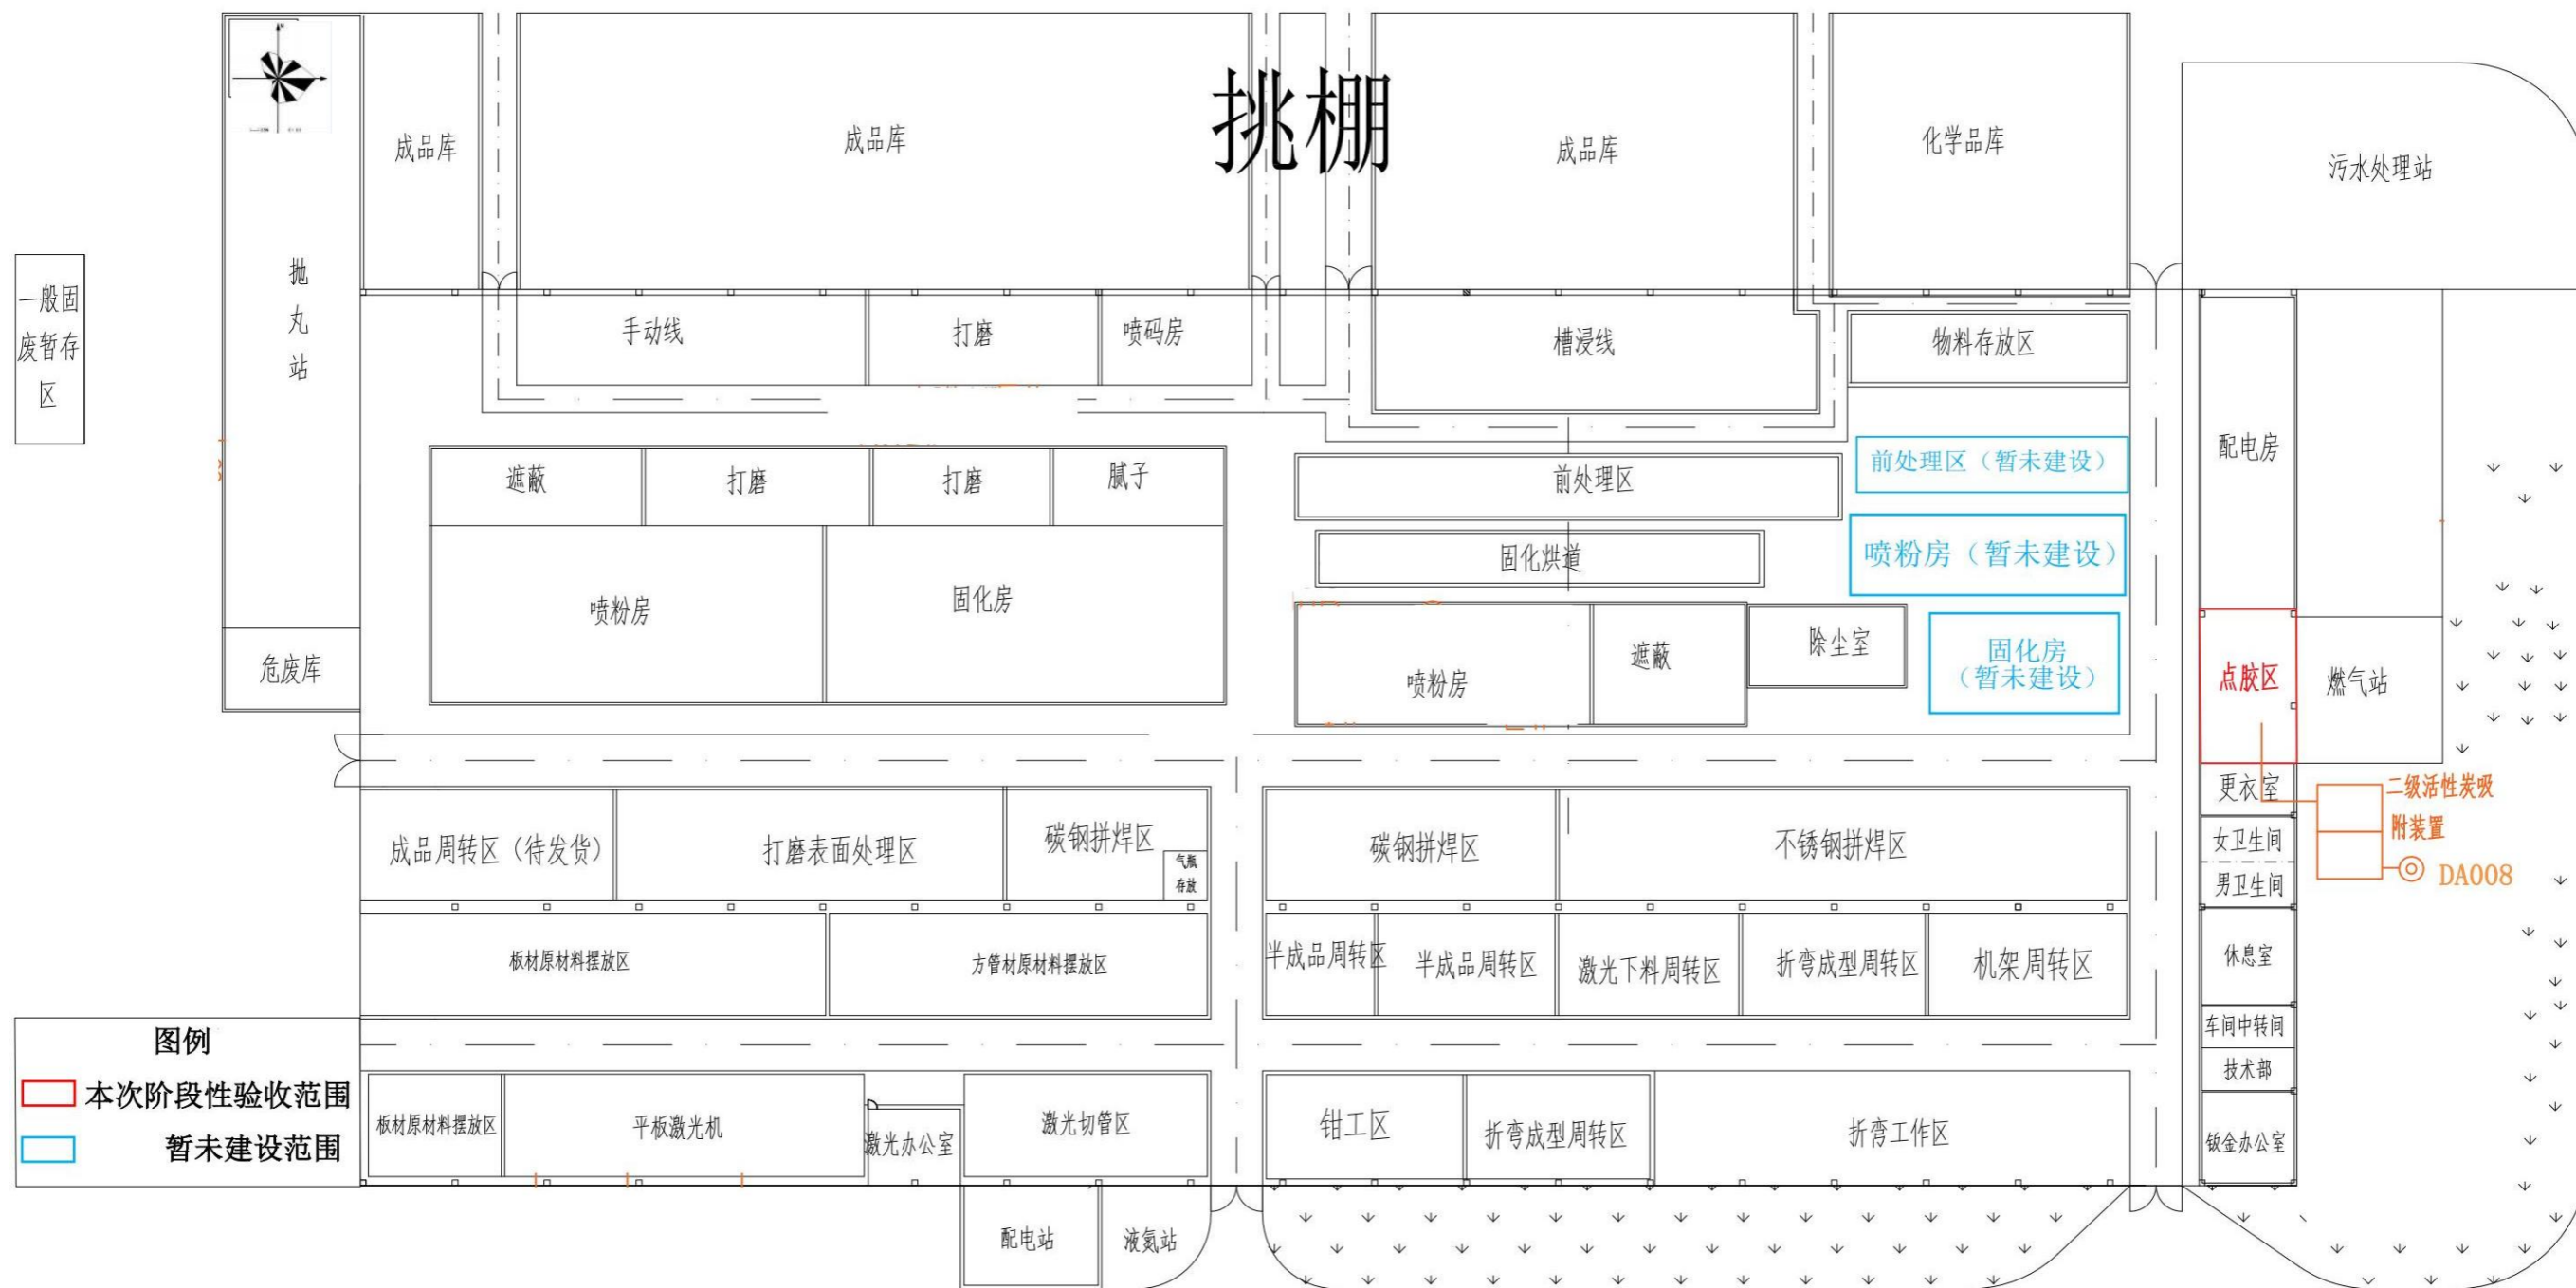 挑棚
成品库
成品库
成品库
化学品库
污水处理站
抛
丸
站
一般固
废暂存
区
手动线
打磨
喷码房
槽浸线
物料存放区
配电房
遮蔽
打磨
打磨
腻子
前处理区
前处理区（暂未建设）
固化烘道
喷粉房（暂未建设）
喷粉房
固化房
喷粉房
遮蔽
除尘室
固化房
（暂未建设）
点胶区
燃气站
危废库
更衣室
二级活性炭吸
附装置
DA008
女卫生间
男卫生间
成品周转区（待发货）
打磨表面处理区
碳钢拼焊区
气瓶
存放
碳钢拼焊区
不锈钢拼焊区
板材原材料摆放区
方管材原材料摆放区
半成品周转区
半成品周转区
激光下料周转区
折弯成型周转区
机架周转区
休息室
车间中转间
技术部
钣金办公室
图例
本次阶段性验收范围
暂未建设范围
板材原材料摆放区
平板激光机
激光办公室
激光切管区
钳工区
折弯成型周转区
折弯工作区
配电站
液氮站